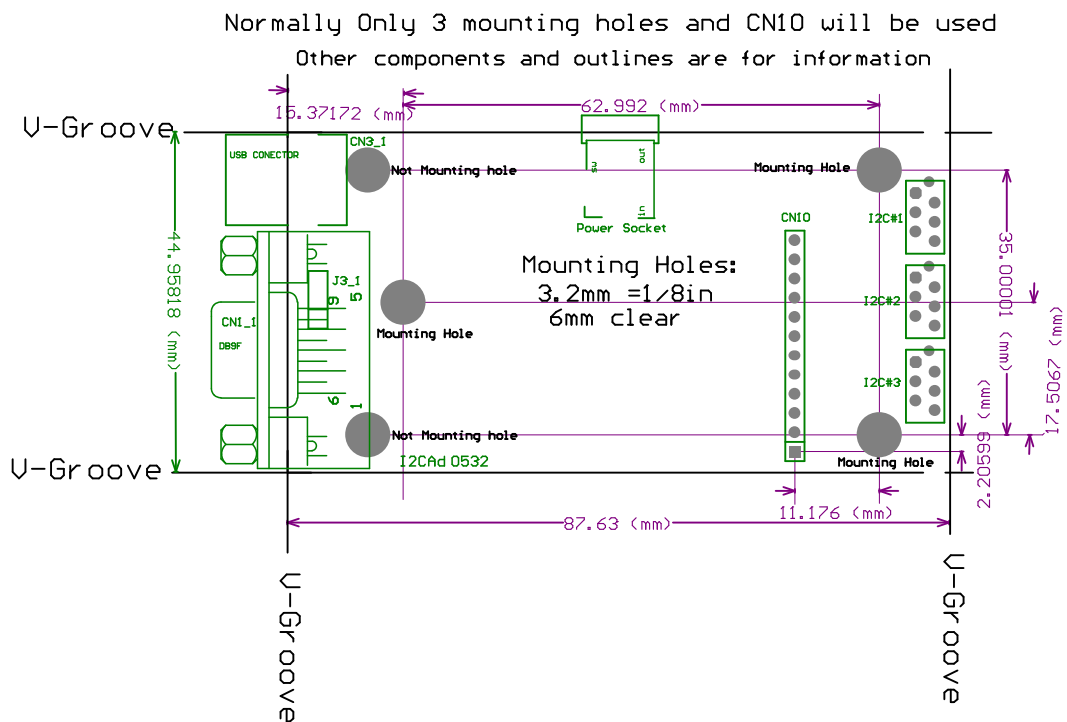 Normally Only 3 mounting holes and CN10 will be used
Other components and outlines are for information
15.37172 (mm)
62.992 (mm)
V-Groove
USB CONECTOR
CN3_1
Not Mounting hole
5V
out
in
Power Socket
Mounting Hole
I2C#1
CN10
44.95818 (mm)
35.00001 (mm)
Mounting Holes:
3.2mm =1/8in
6mm clear
J3_1
9
5
Mounting Hole
CN1_1
DB9F
6
1
I2C#2
I2C#3
17.5067 (mm)
2.20599 (mm)
Not Mounting hole
I2CAd 0532
Mounting Hole
V-Groove
11.176 (mm)
87.63 (mm)
V-Groove
V-Groove